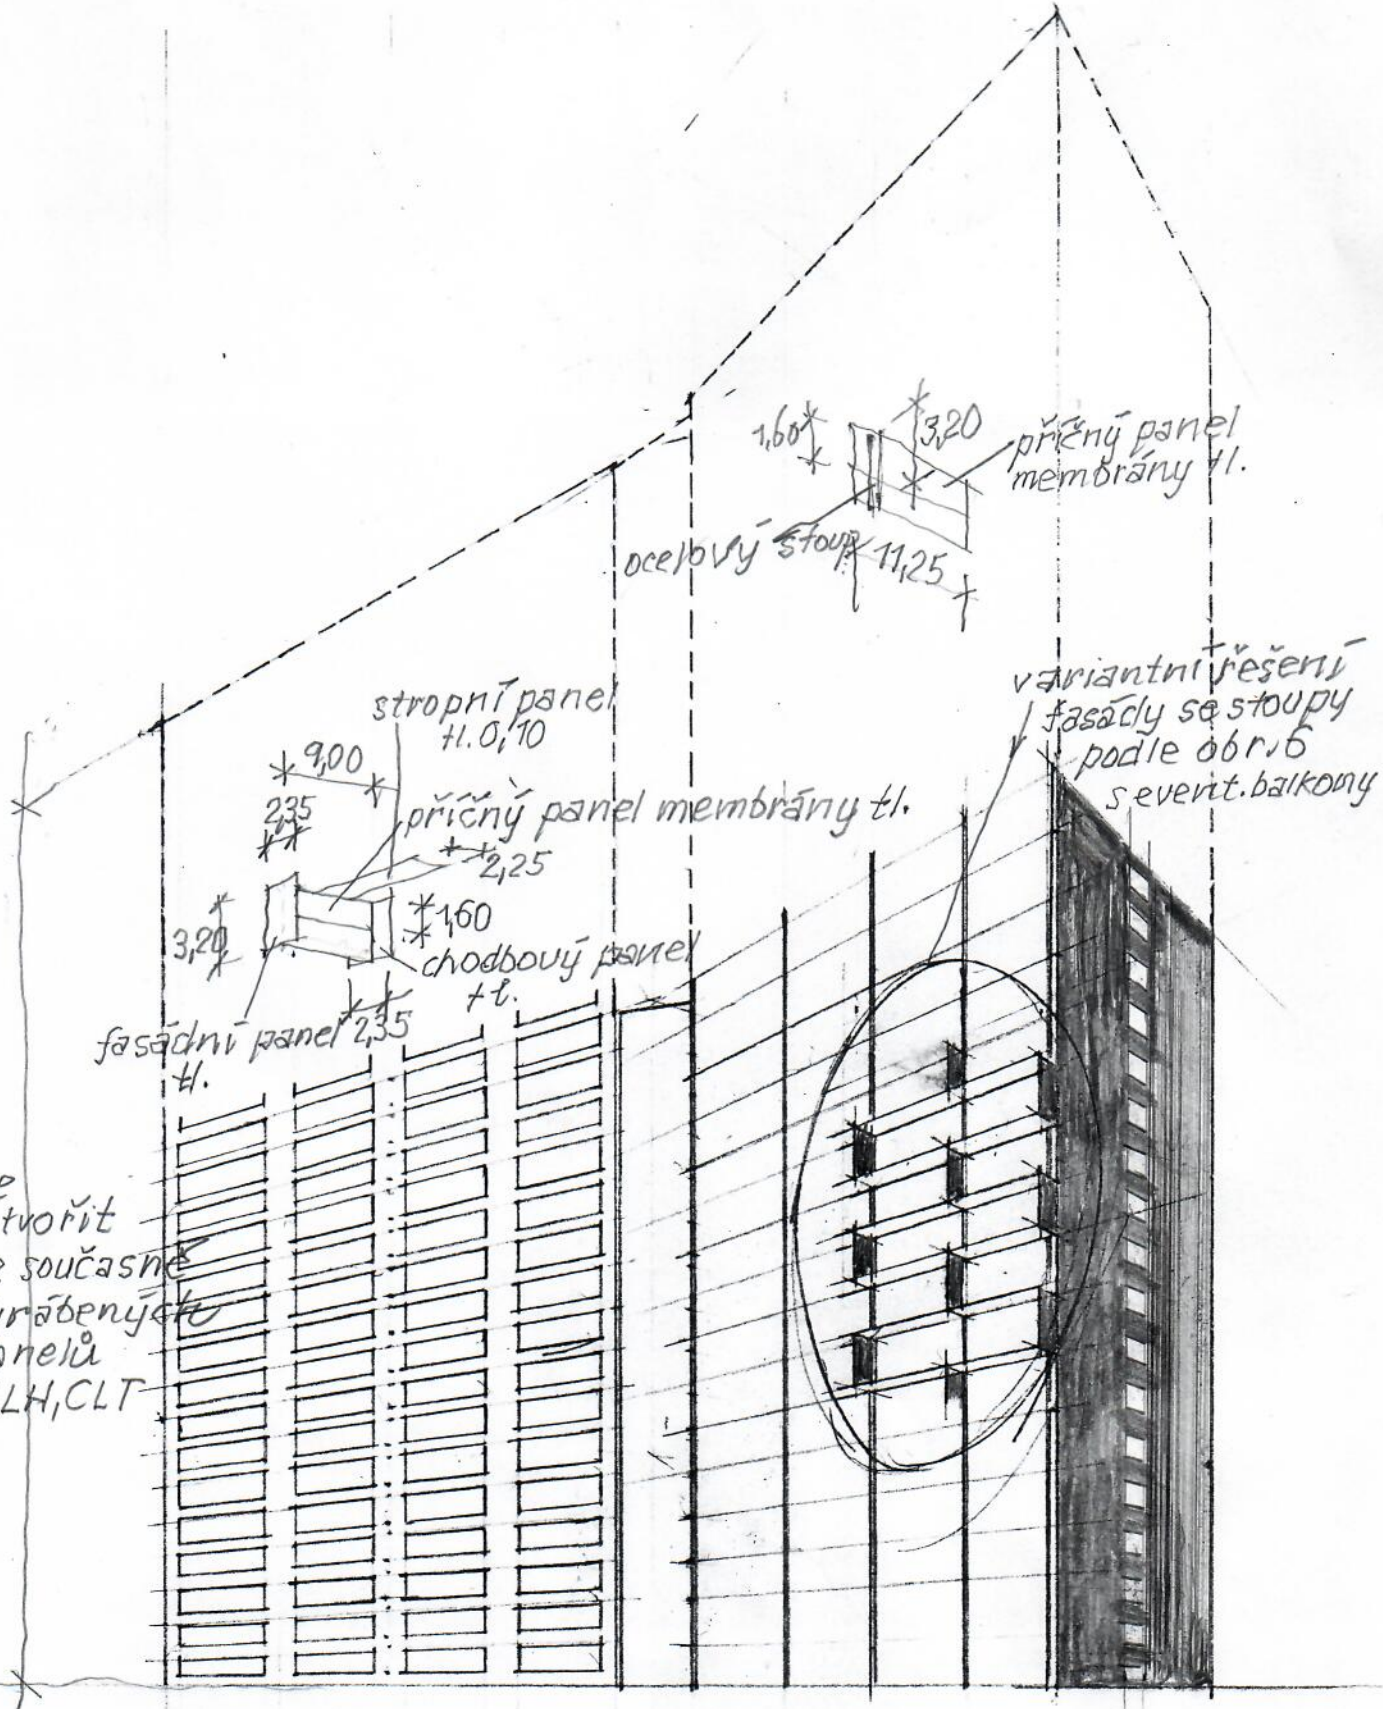 1,60
3,20
příčný panel
membrány tl.
ocelový stoup
11,25
variantní řešení
fasády se stoupy
podle obr.6
s event.balkony
stropní panel
tl.0,10
9,00
2,35
příčný panel membrány tl.
2,25
3,20
1,60
chodbový panel
tl.
fasádní panel 2,35
tl.
tvořit
současně
panelů
LH,CLT